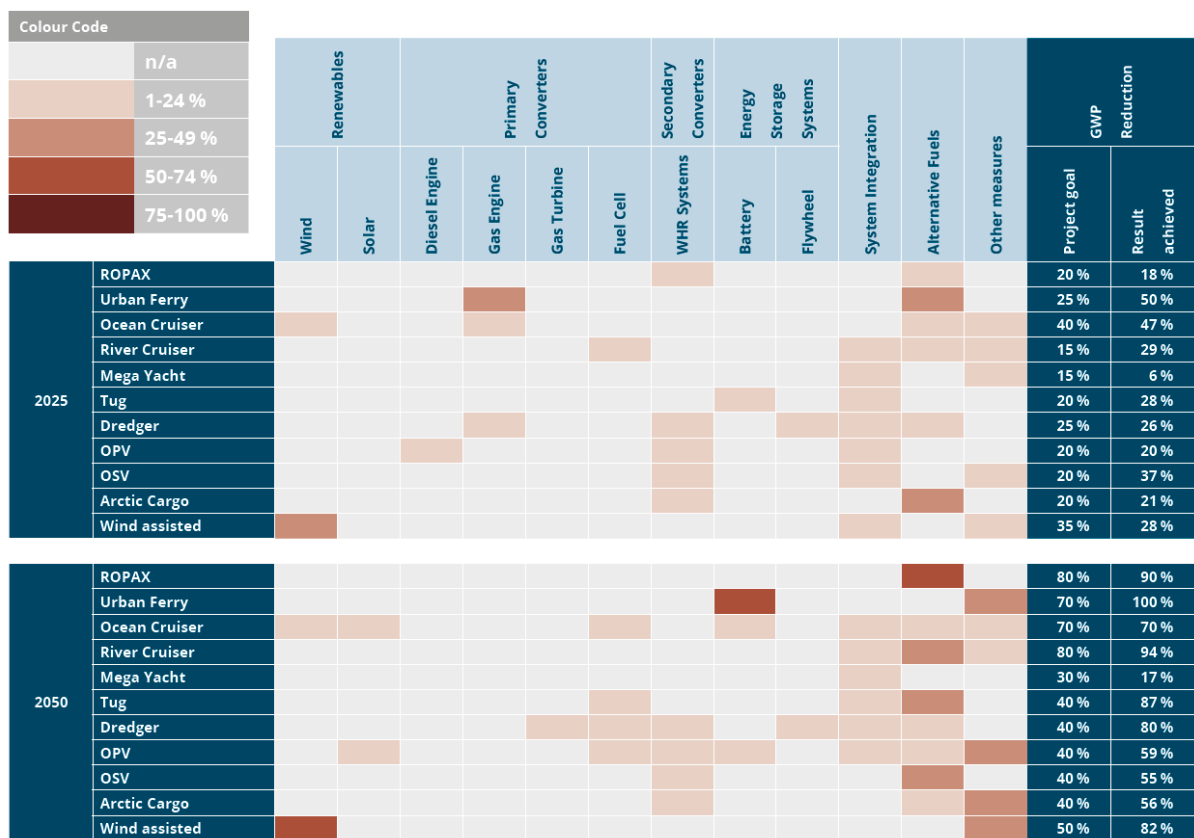 Colour Code
n/a
1-24 %
25-49 %
50-74 %
75-100 %
Renewables
Primary
Converters
Secondary
Converters
Energy
Storage
Systems
System Integration
Alternative Fuels
Other measures
GWP
Reduction
Wind
Solar
Diesel Engine
Gas Engine
Gas Turbine
Fuel Cell
WHR Systems
Battery
Flywheel
Project goal
Result
achieved
2025
ROPAX 20 % 18 %
Urban Ferry 25 % 50 %
Ocean Cruiser 40 % 47 %
River Cruiser 15 % 29 %
Mega Yacht 15 % 6 %
Tug 20 % 28 %
Dredger 25 % 26 %
OPV 20 % 20 %
OSV 20 % 37 %
Arctic Cargo 20 % 21 %
Wind assisted 35 % 28 %
2050
ROPAX 80 % 90 %
Urban Ferry 70 % 100 %
Ocean Cruiser 70 % 70 %
River Cruiser 80 % 94 %
Mega Yacht 30 % 17 %
Tug 40 % 87 %
Dredger 40 % 80 %
OPV 40 % 59 %
OSV 40 % 55 %
Arctic Cargo 40 % 56 %
Wind assisted 50 % 82 %